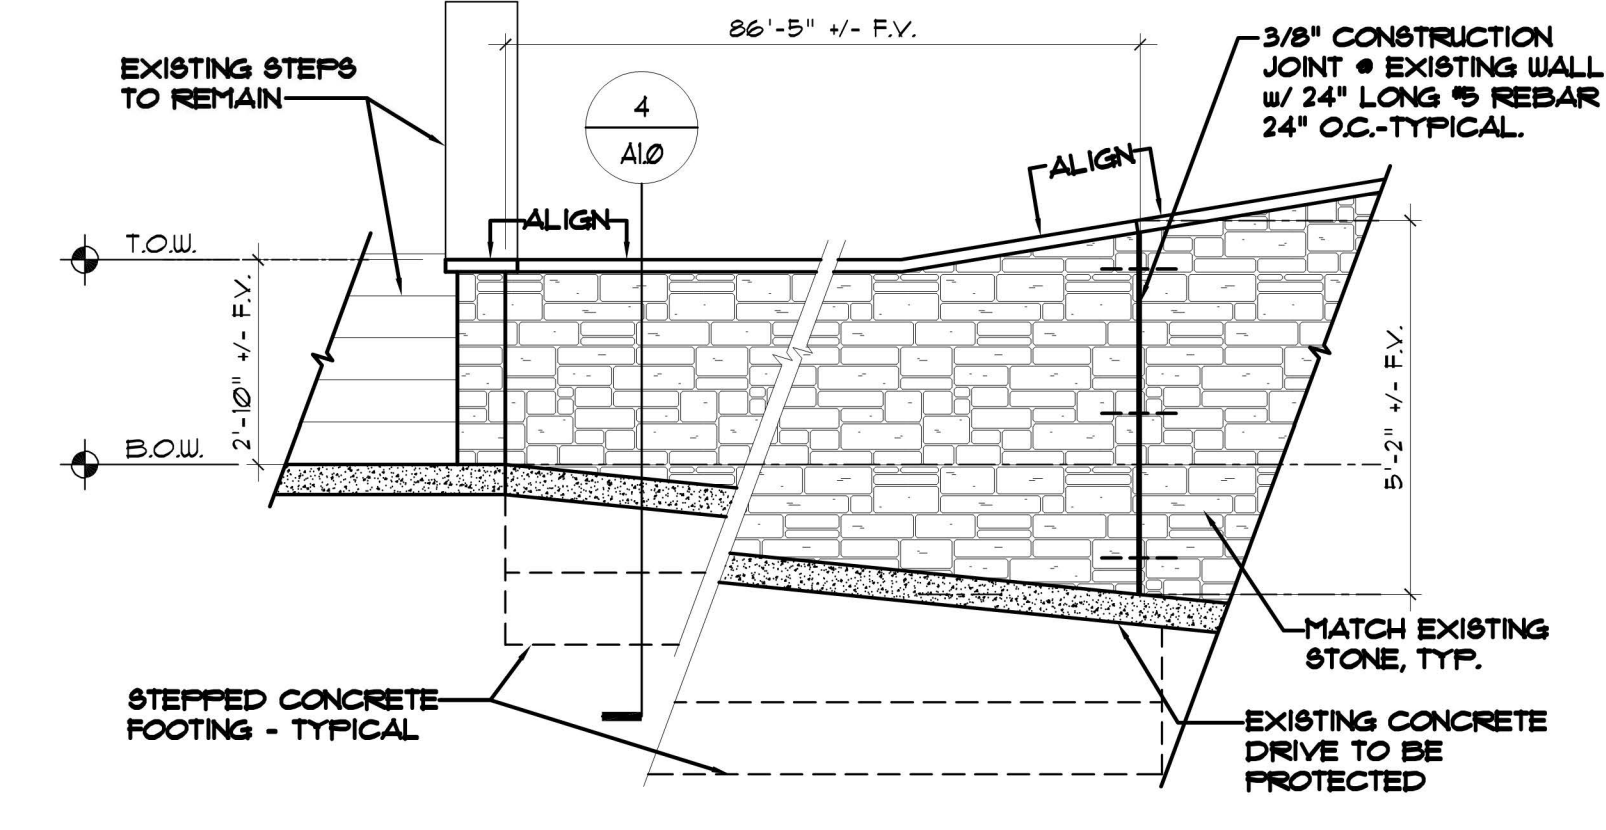 86'-5" +/- F.V.
EXISTING STEPS
TO REMAIN
3/8" CONSTRUCTION
JOINT @ EXISTING WALL
w/ 24" LONG #5 REBAR
24" O.C.-TYPICAL.
4
A1.0
ALIGN
ALIGN
T.O.W.
2'-10" +/- F.V.
B.O.W.
5'-2" +/- F.V.
MATCH EXISTING
STONE, TYP.
STEPPED CONCRETE
FOOTING - TYPICAL
EXISTING CONCRETE
DRIVE TO BE
PROTECTED